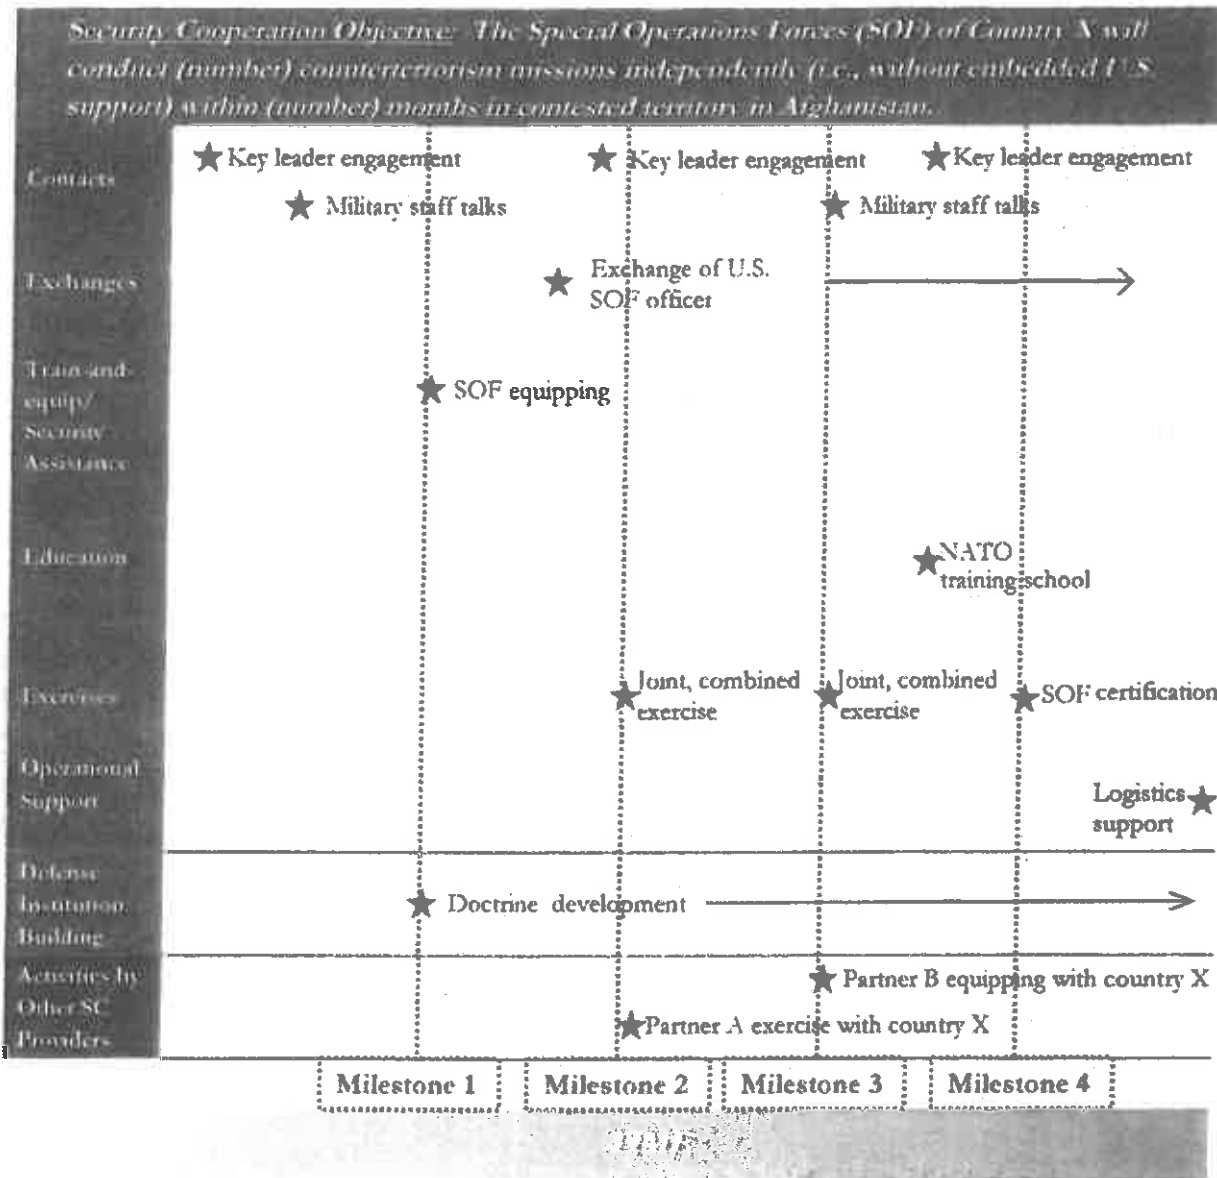 Security Cooperation Objective: The Special Operations Forces (SOF) of Country X will
conduct (number) counterterrorism missions independently (i.e., without embedded U.S.
support) within (number) months in contested territory in Afghanistan.
Contacts
Key leader engagement
Key leader engagement
Key leader engagement
Military staff talks
Military staff talks
Exchanges
Exchange of U.S.
SOF officer
Train-and-
equip/
Security
Assistance
SOF equipping
Education
NATO
training school
Exercises
Joint, combined
exercise
Joint, combined
exercise
SOF certification
Operational
Support
Logistics
support
Defense
Institution
Building
Doctrine development
Activities by
Other SC
Providers
Partner B equipping with country X
Partner A exercise with country X
Milestone 1
Milestone 2
Milestone 3
Milestone 4